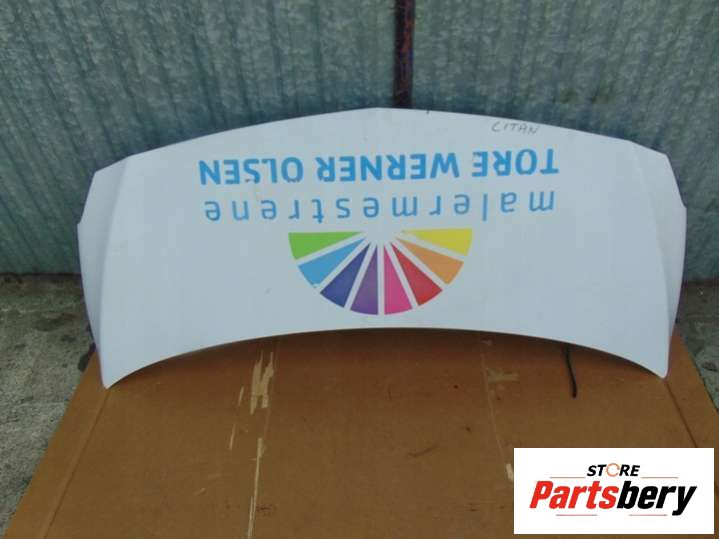 CITAN
TORE WERNER OLSEN
malermestrene
STORE
Partsbery